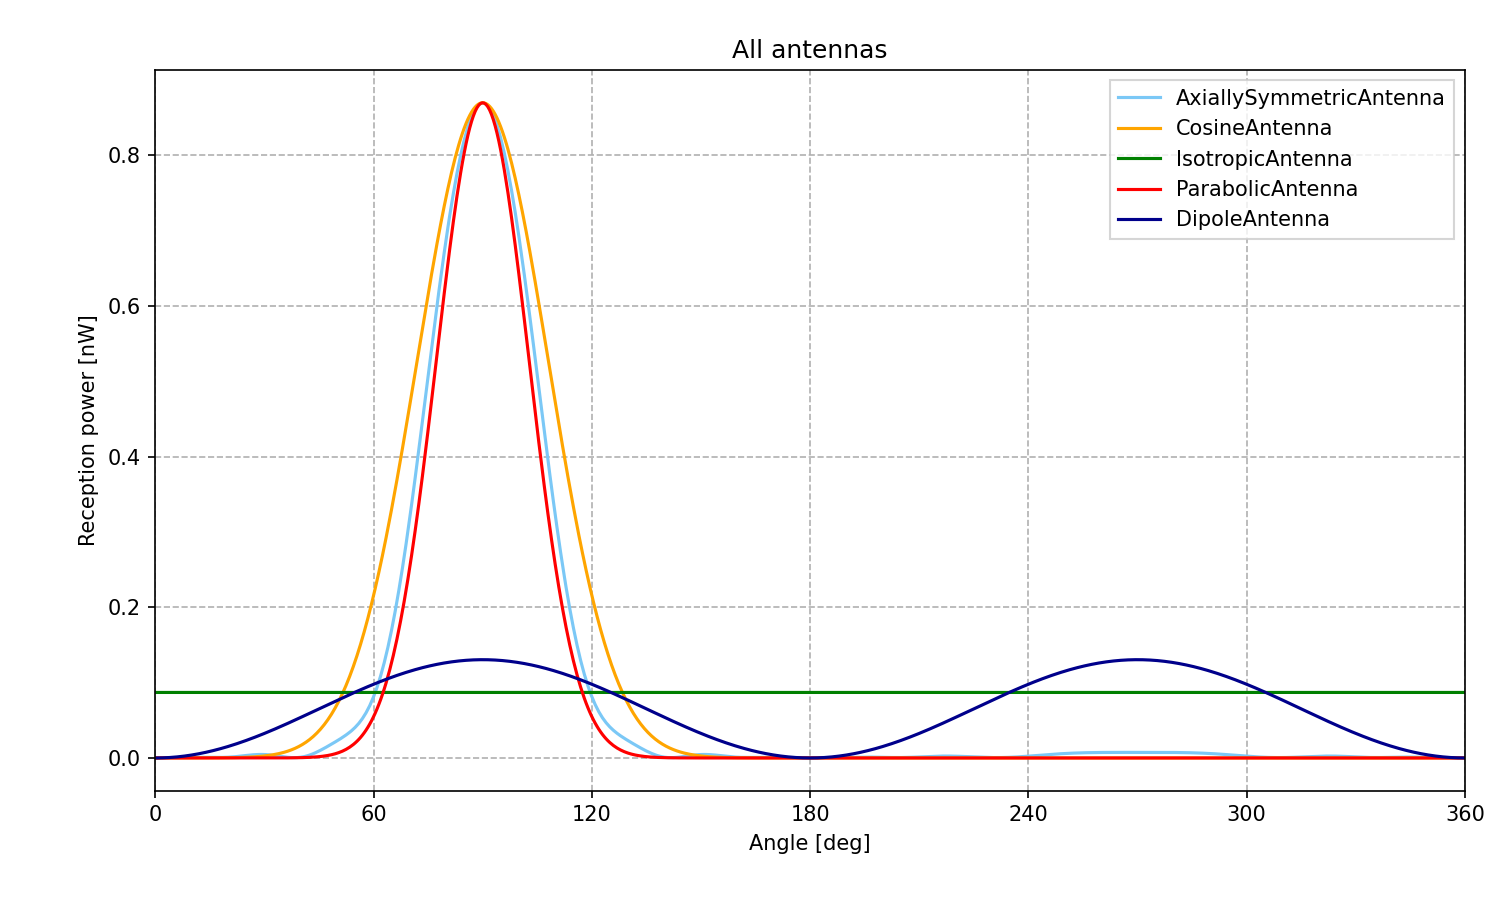 All antennas
AxiallySymmetricAntenna
CosineAntenna
IsotropicAntenna
ParabolicAntenna
DipoleAntenna
Reception power [nW]
0.8
0.6
0.4
0.2
0.0
0 60 120 180 240 300 360
Angle [deg]